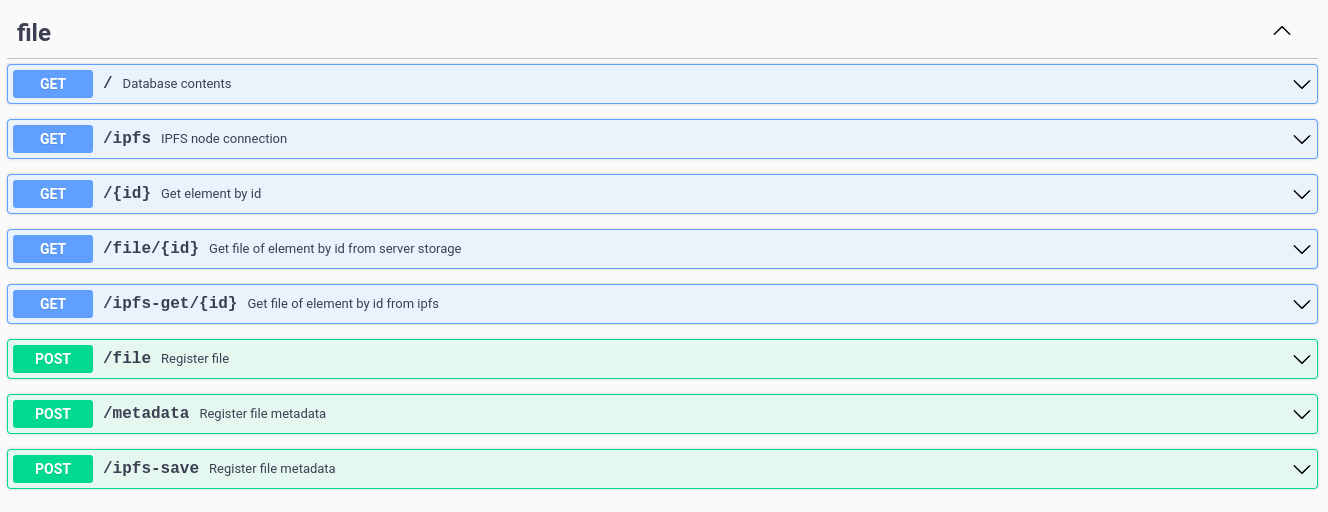 file
GET / Database contents
GET /ipfs IPFS node connection
GET /{id} Get element by id
GET /file/{id} Get file of element by id from server storage
GET /ipfs-get/{id} Get file of element by id from ipfs
POST /file Register file
POST /metadata Register file metadata
POST /ipfs-save Register file metadata